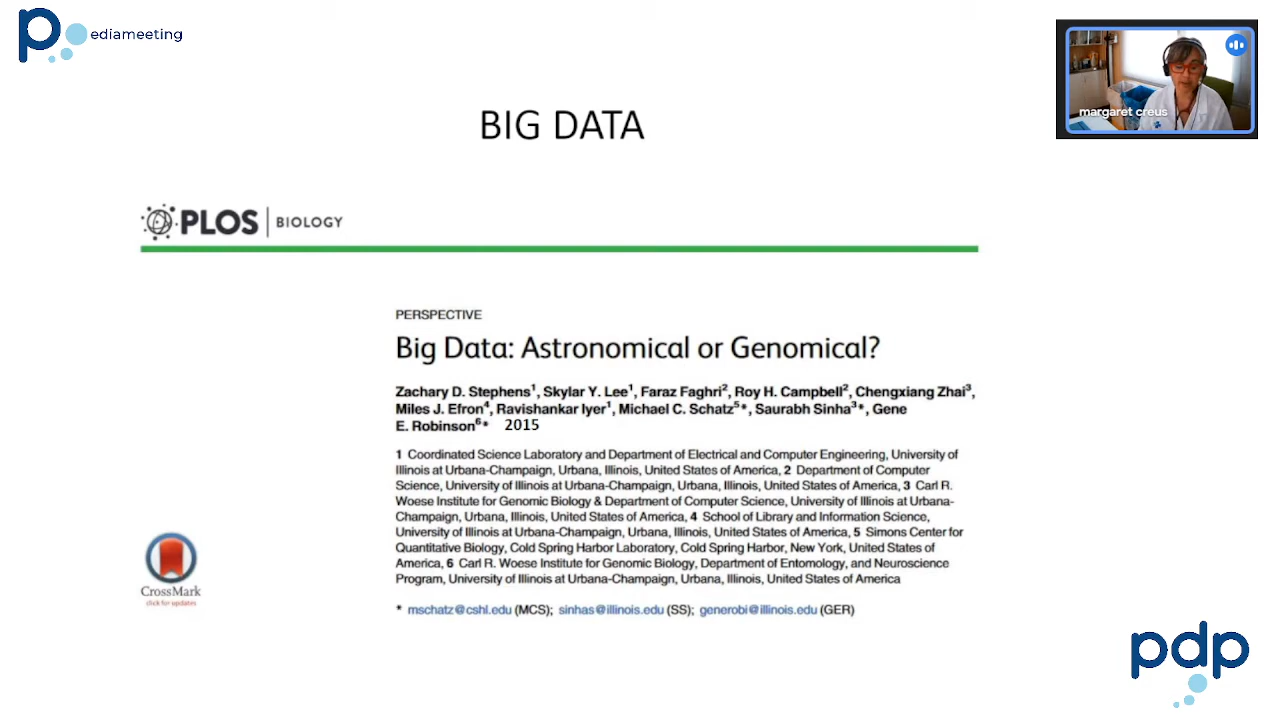 pediameeting
margaret creus
BIG DATA
PLOS | BIOLOGY
PERSPECTIVE
Big Data: Astronomical or Genomical?
Zachary D. Stephens1, Skylar Y. Lee1, Faraz Faghri2, Roy H. Campbell2, Chengxiang Zhai3,
Miles J. Efron4, Ravishankar Iyer1, Michael C. Schatz5*, Saurabh Sinha3*, Gene
E. Robinson6* 2015
1 Coordinated Science Laboratory and Department of Electrical and Computer Engineering, University of
Illinois at Urbana-Champaign, Urbana, Illinois, United States of America, 2 Department of Computer
Science, University of Illinois at Urbana-Champaign, Urbana, Illinois, United States of America, 3 Carl R.
Woese Institute for Genomic Biology & Department of Computer Science, University of Illinois at Urbana-
Champaign, Urbana, Illinois, United States of America, 4 School of Library and Information Science,
University of Illinois at Urbana-Champaign, Urbana, Illinois, United States of America, 5 Simons Center for
Quantitative Biology, Cold Spring Harbor Laboratory, Cold Spring Harbor, New York, United States of
America, 6 Carl R. Woese Institute for Genomic Biology, Department of Entomology, and Neuroscience
Program, University of Illinois at Urbana-Champaign, Urbana, Illinois, United States of America
* mschatz@cshl.edu (MCS); sinhas@illinois.edu (SS); generobi@illinois.edu (GER)
CrossMark
click for updates
pdp